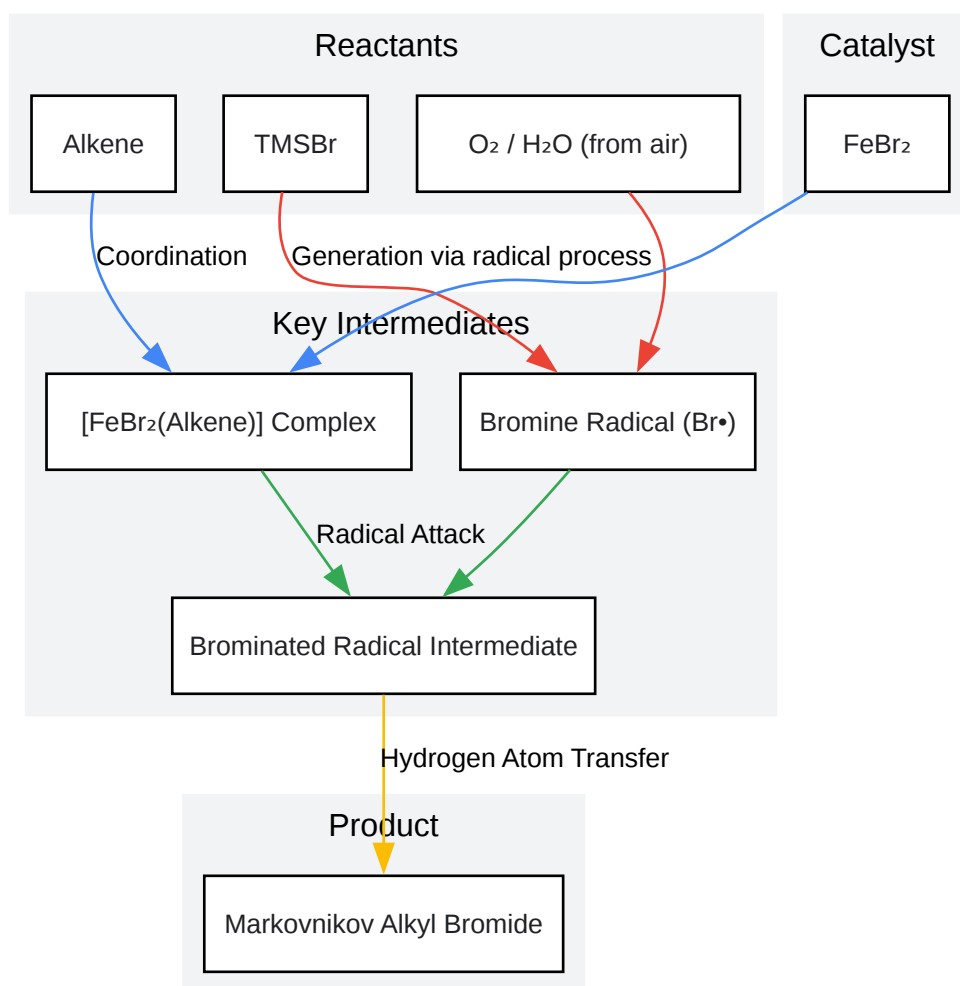 Reactants
Catalyst
Alkene
TMSBr
O₂ / H₂O (from air)
FeBr₂
Coordination
Generation via radical process
Key Intermediates
[FeBr₂(Alkene)] Complex
Bromine Radical (Br•)
Radical Attack
Brominated Radical Intermediate
Hydrogen Atom Transfer
Product
Markovnikov Alkyl Bromide